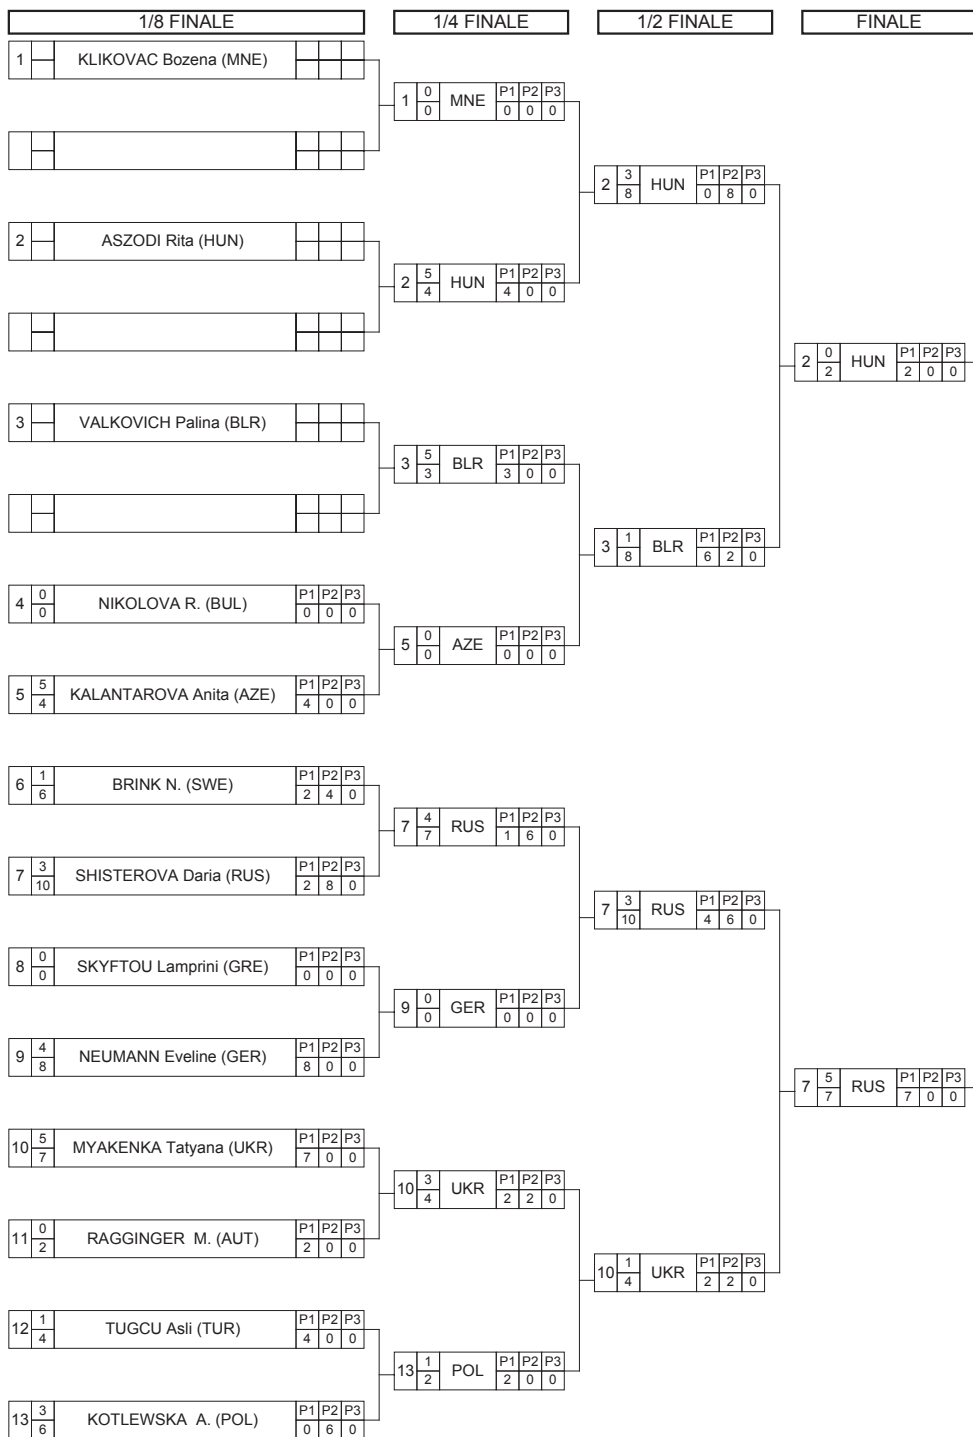 1/8 FINALE 1/4 FINALE 1/2 FINALE FINALE
1 KLIKOVAC Bozena (MNE)
2 ASZODI Rita (HUN)
3 VALKOVICH Palina (BLR)
4 0 NIKOLOVA R. (BUL) P1 P2 P3
0 0 0 0
5 5 KALANTAROVA Anita (AZE) P1 P2 P3
4 4 0 0
6 1 BRINK N. (SWE) P1 P2 P3
6 2 4 0
7 3 SHISTEROVA Daria (RUS) P1 P2 P3
10 2 8 0
8 0 SKYFTOU Lamprini (GRE) P1 P2 P3
0 0 0 0
9 4 NEUMANN Eveline (GER) P1 P2 P3
8 8 0 0
10 5 MYAKENKA Tatyana (UKR) P1 P2 P3
7 7 0 0
11 0 RAGGINGER M. (AUT) P1 P2 P3
2 2 0 0
12 1 TUGCU Asli (TUR) P1 P2 P3
4 4 0 0
13 3 KOTLEWSKA A. (POL) P1 P2 P3
6 0 6 0
1 0 MNE P1 P2 P3
0 0 0 0
2 5 HUN P1 P2 P3
4 4 0 0
3 5 BLR P1 P2 P3
3 3 0 0
5 0 AZE P1 P2 P3
0 0 0 0
7 4 RUS P1 P2 P3
7 1 6 0
9 0 GER P1 P2 P3
0 0 0 0
10 3 UKR P1 P2 P3
4 2 2 0
13 1 POL P1 P2 P3
2 2 0 0
2 3 HUN P1 P2 P3
8 0 8 0
3 1 BLR P1 P2 P3
8 6 2 0
7 3 RUS P1 P2 P3
10 4 6 0
10 1 UKR P1 P2 P3
4 2 2 0
2 0 HUN P1 P2 P3
2 2 0 0
7 5 RUS P1 P2 P3
7 7 0 0